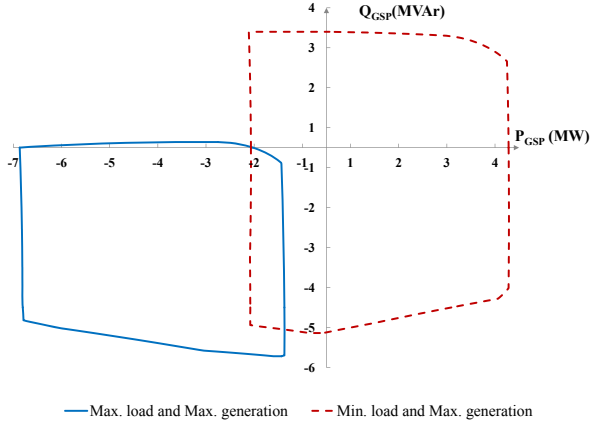 4
Q_GSP(MVAr)
3
2
1
P_GSP (MW)
-7 -6 -5 -4 -3 -2 -1 1 2 3 4
-1
-2
-3
-4
-5
-6
Max. load and Max. generation Min. load and Max. generation